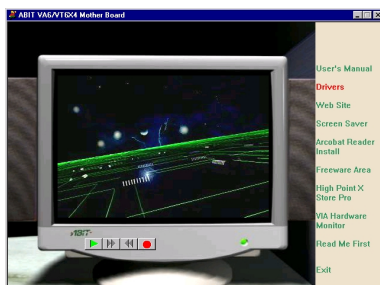 ABIT VA6/VT6X4 Mother Board
User's Manual
Drivers
Web Site
Screen Saver
Arcobat Reader
Install
Freeware Area
High Point X
Store Pro
VIA Hardware
Monitor
Read Me First
Exit
ABIT